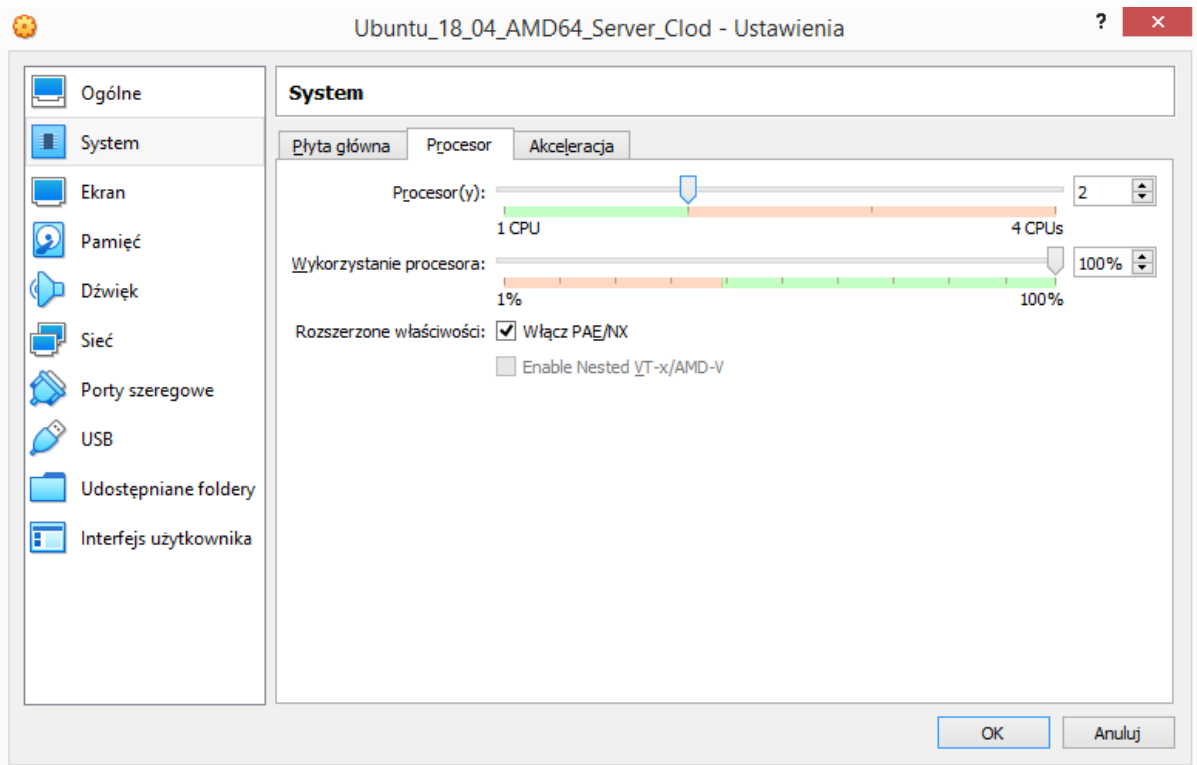 Ubuntu_18_04_AMD64_Server_Clod - Ustawienia
?
Ogólne
System
Ekran
Pamięć
Dźwięk
Sieć
Porty szeregowe
USB
Udostępniane foldery
Interfejs użytkownika
System
Płyta główna Procesor Akceleracja
Procesor(y): 2
1 CPU 4 CPUs
Wykorzystanie procesora: 100%
1% 100%
Rozszerzone właściwości: Włącz PAE/NX
Enable Nested VT-x/AMD-V
OK Anuluj